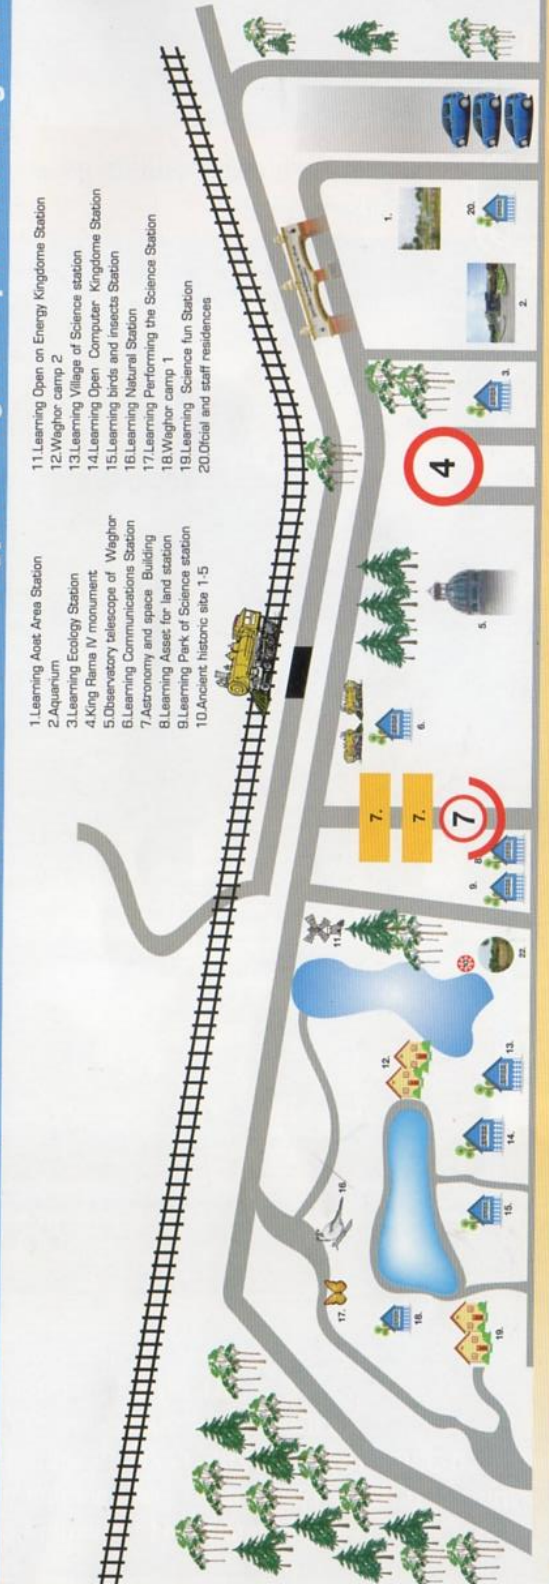 1.Learning Aoet Area Station
2.Aquarium
3.Learning Ecology Station
4.King Rama IV monument
5.Observatory telescope of Waghor
6.Learning Communications Station
7.Astronomy and space Building
8.Learning Asset for land station
9.Learning Park of Science station
10.Ancient historic site 1-5
11.Learning Open on Energy Kingdome Station
12.Waghor camp 2
13.Learning Village of Science station
14.Learning Open Computer Kingdome Station
15.Learning birds and insects Station
16.Learning Natural Station
17.Learning Performing the Science Station
18.Waghor camp 1
19.Learning Science fun Station
20.Ofcial and staff residences
19.
18.
17.
16.
15.
14.
13.
12.
11.
22.
9.
8.
7
7.
7.
6.
5.
4
3.
2.
1.
20.